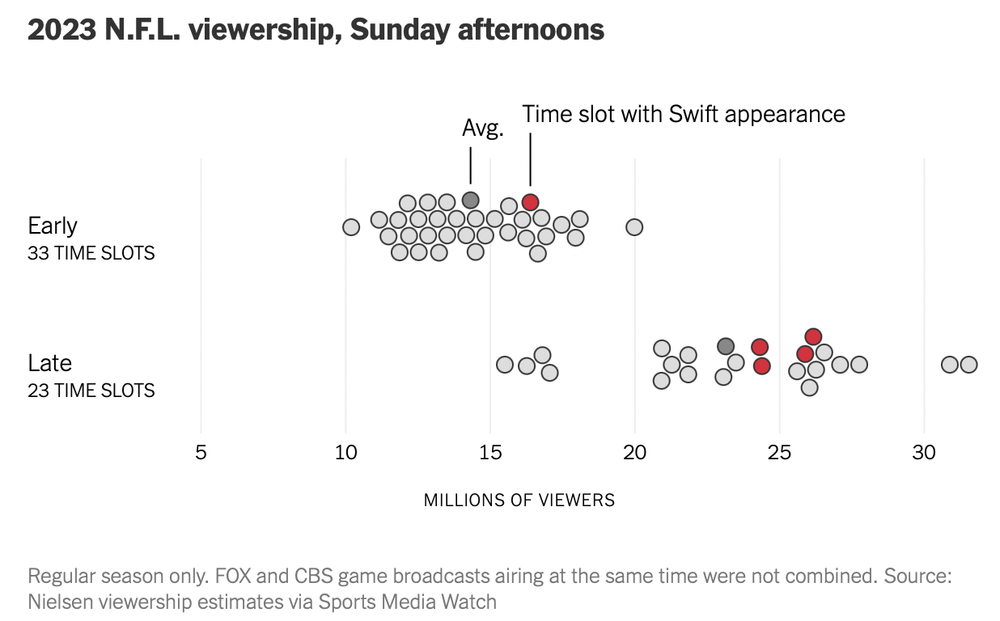 2023 N.F.L. viewership, Sunday afternoons
Time slot with Swift appearance
Avg.
Early
33 TIME SLOTS
Late
23 TIME SLOTS
5 10 15 20 25 30
MILLIONS OF VIEWERS
Regular season only. FOX and CBS game broadcasts airing at the same time were not combined. Source:
Nielsen viewership estimates via Sports Media Watch